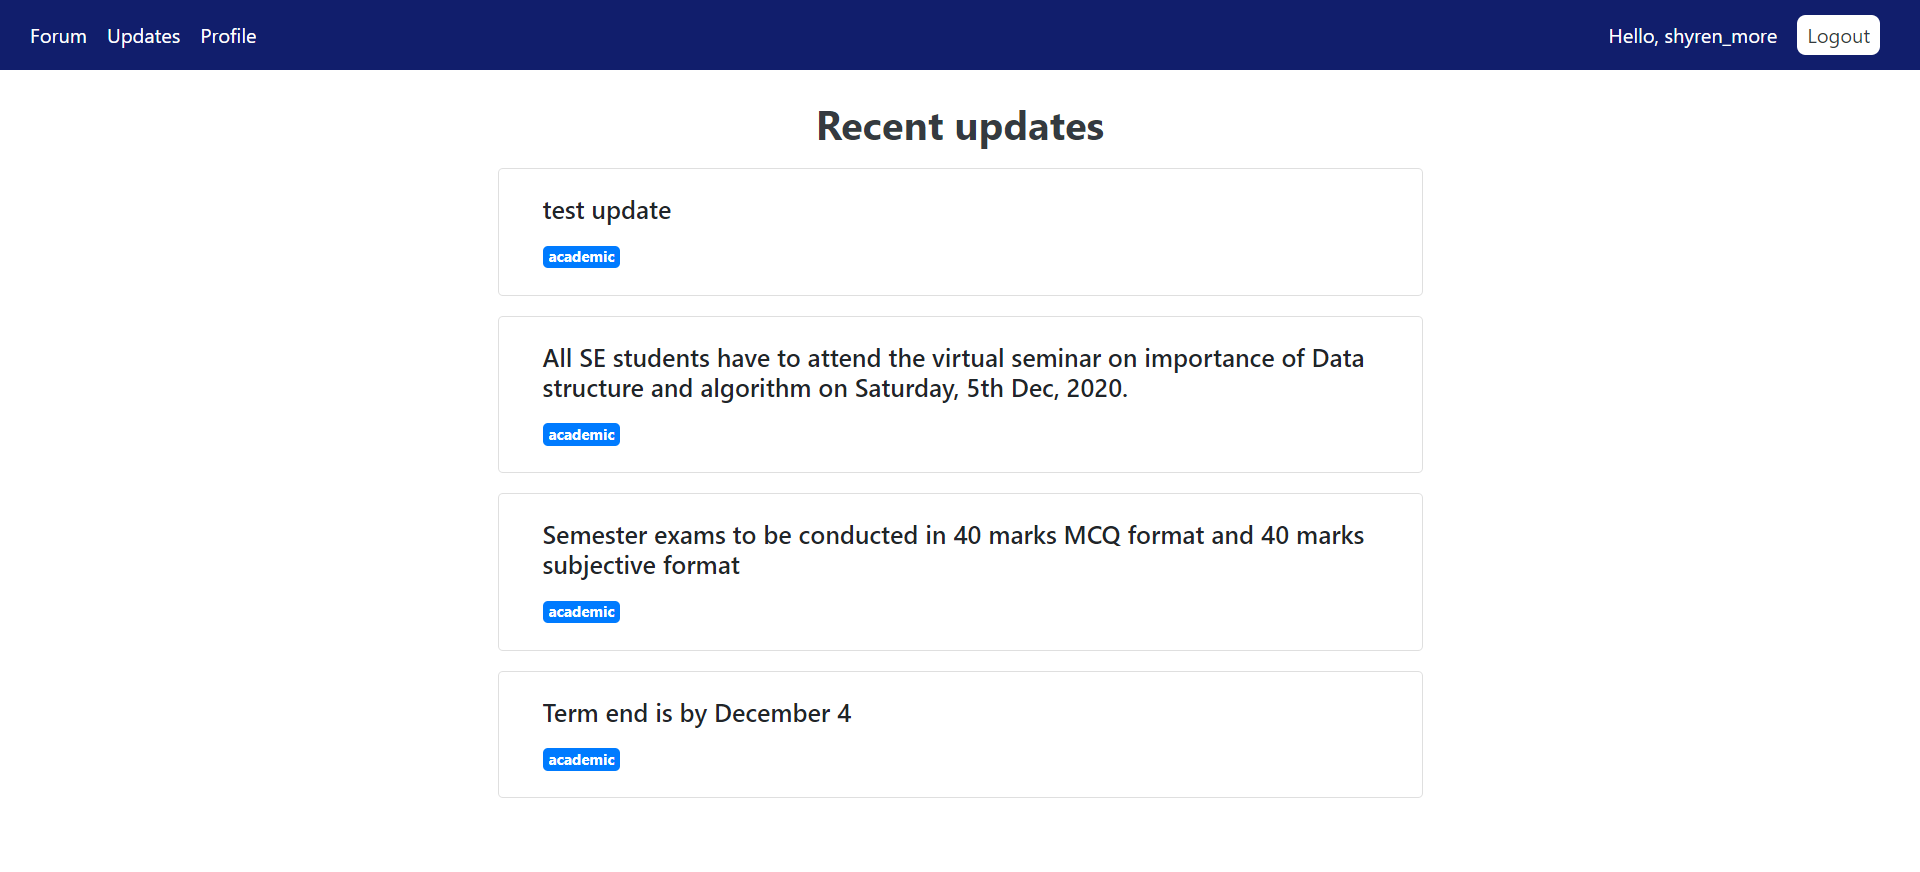 Forum Updates Profile Hello, shyren_more Logout
Recent updates
test update
academic
All SE students have to attend the virtual seminar on importance of Data
structure and algorithm on Saturday, 5th Dec, 2020.
academic
Semester exams to be conducted in 40 marks MCQ format and 40 marks
subjective format
academic
Term end is by December 4
academic